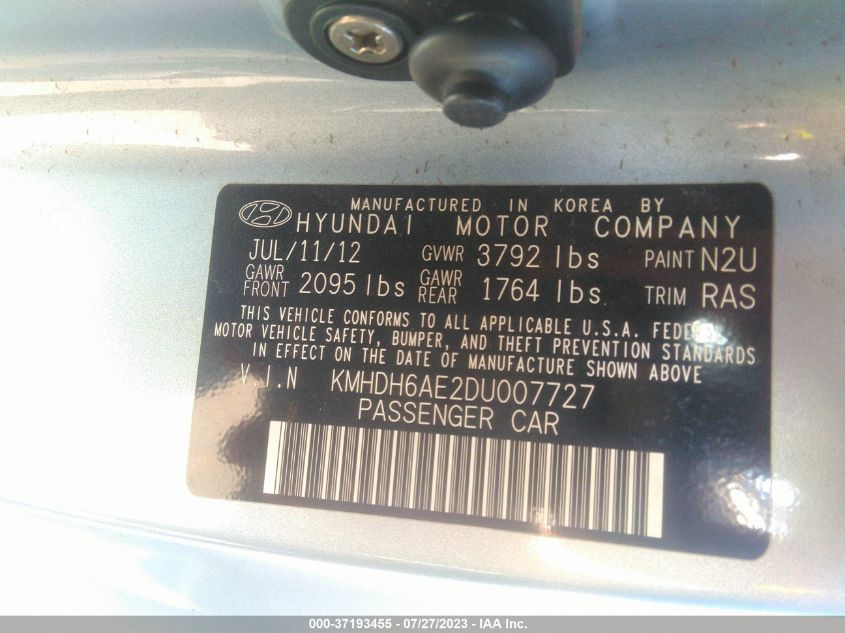 MANUFACTURED IN KOREA BY
HYUNDAI MOTOR COMPANY
JUL/11/12 GVWR 3792 lbs PAINT N2U
GAWR FRONT 2095 lbs GAWR REAR 1764 lbs TRIM RAS
THIS VEHICLE CONFORMS TO ALL APPLICABLE U.S.A.
MOTOR VEHICLE SAFETY, BUMPER, AND THEFT PREVENTION STANDARDS
IN EFFECT ON THE DATE OF MANUFACTURE SHOWN ABOVE
V.I.N KMHDH6AE2DU007727
PASSENGER CAR
000-37193455 - 07/27/2023 - IAA Inc.